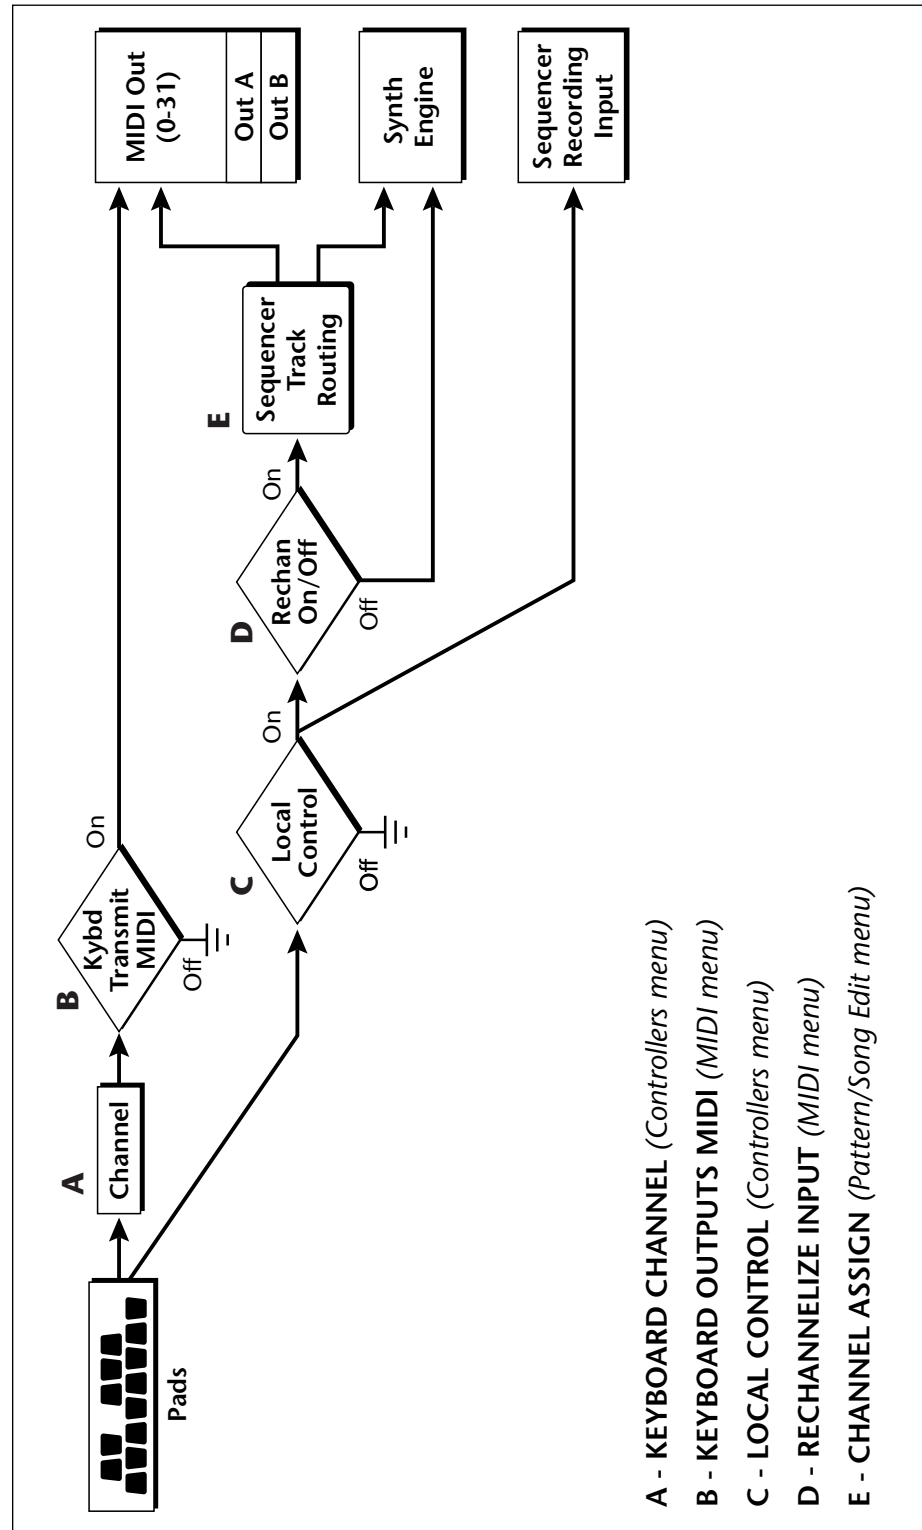 Pads
A
Channel
B
Kybd
Transmit
MIDI
On
Off
MIDI Out
(0-31)
Out A
Out B
C
Local
Control
On
Off
D
Rechan
On/Off
On
Off
E
Sequencer
Track
Routing
Synth
Engine
Sequencer
Recording
Input
A - KEYBOARD CHANNEL (Controllers menu)
B - KEYBOARD OUTPUTS MIDI (MIDI menu)
C - LOCAL CONTROL (Controllers menu)
D - RECHANNELIZE INPUT (MIDI menu)
E - CHANNEL ASSIGN (Pattern/Song Edit menu)